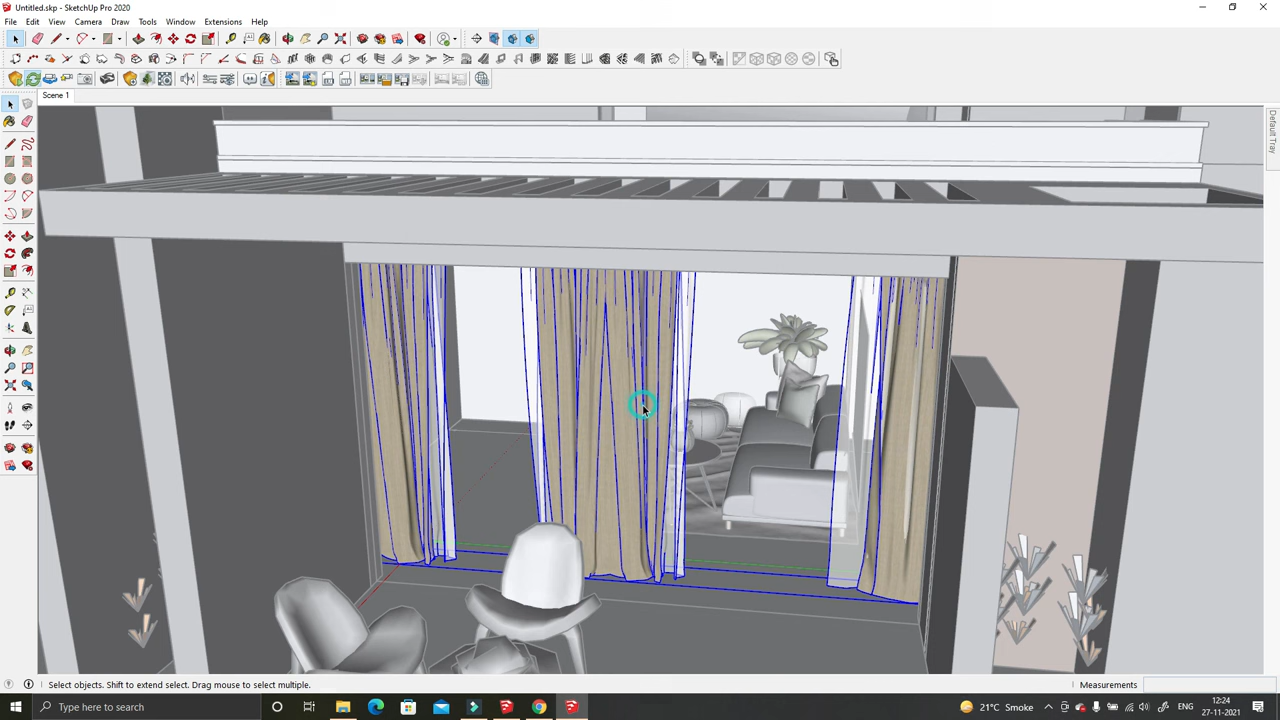 Untitled.skp - SketchUp Pro 2020
File Edit View Camera Draw Tools Window Extensions Help
Scene 1
Default Tray
Select objects. Shift to extend select. Drag mouse to select multiple.
Measurements
Type here to search
21°C Smoke
ENG
12:24
27-11-2021